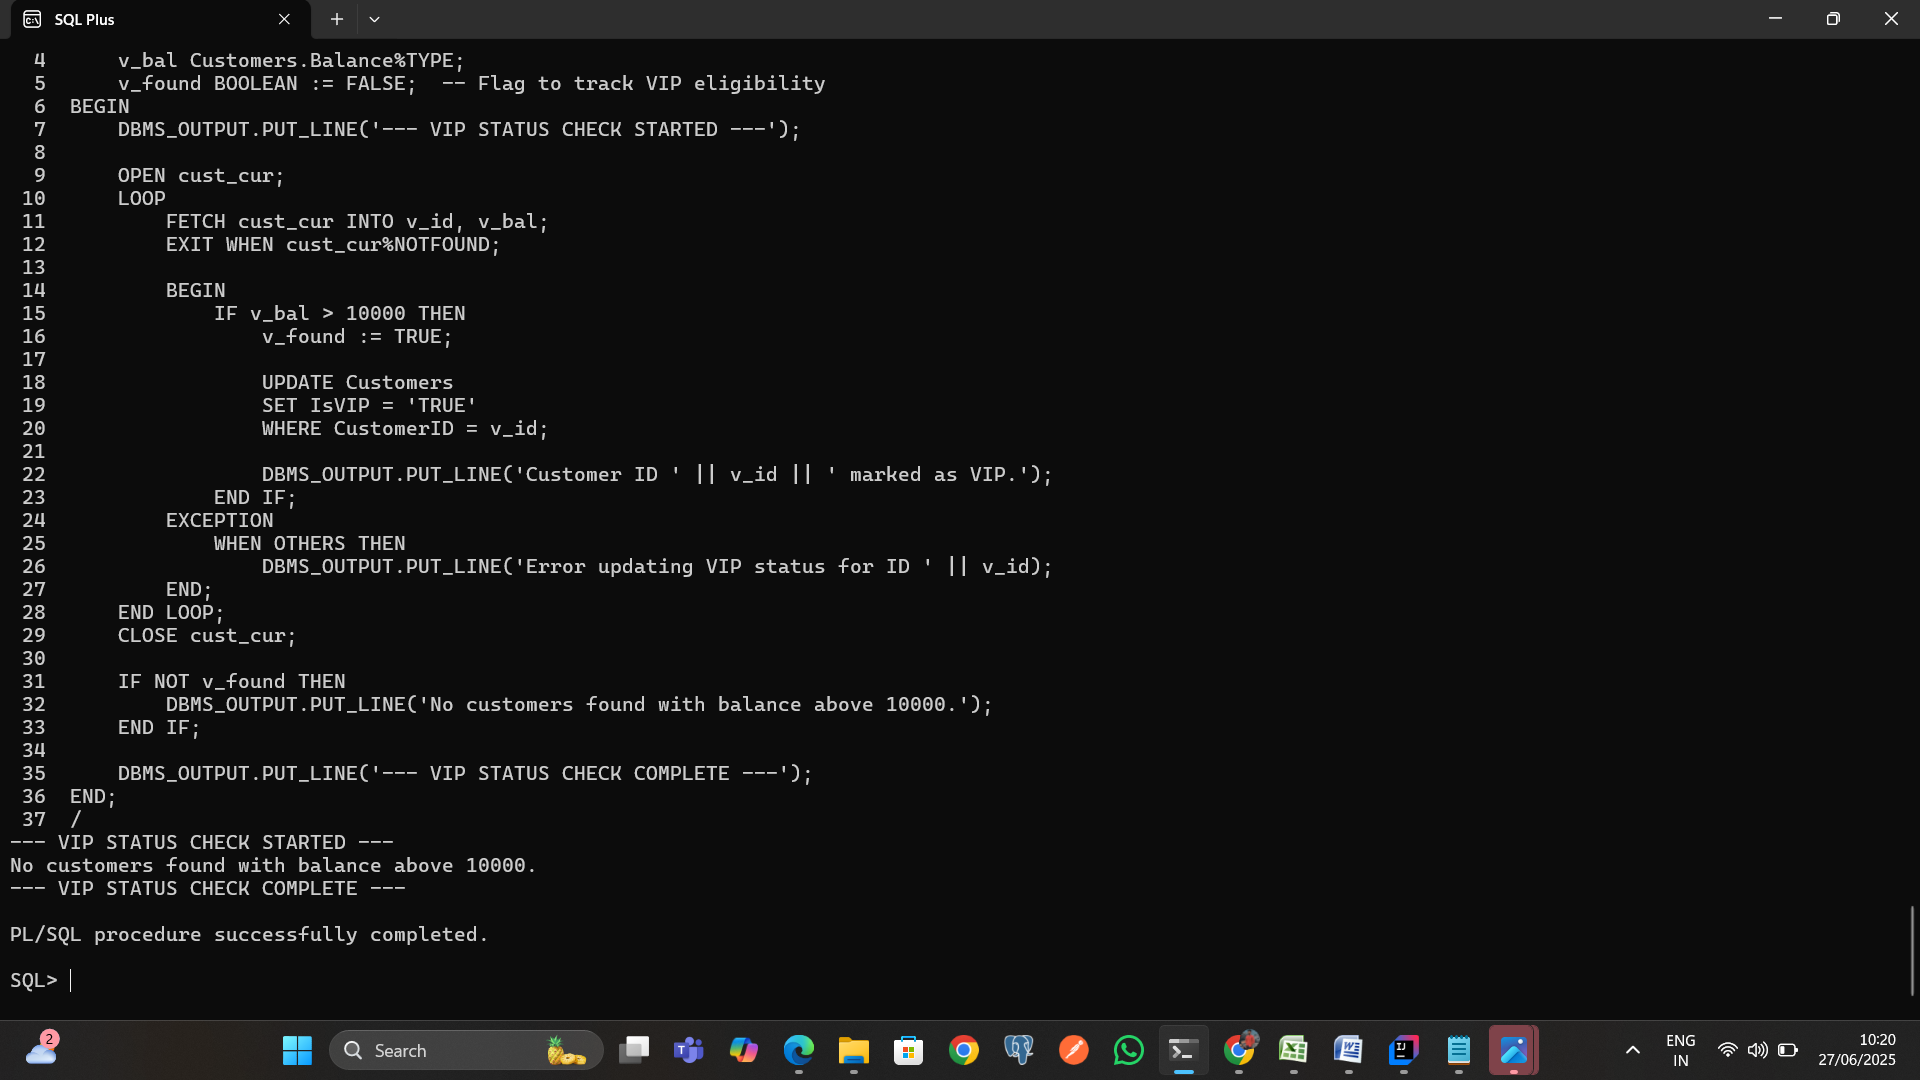 SQL Plus
4      v_bal Customers.Balance%TYPE;
5      v_found BOOLEAN := FALSE;  -- Flag to track VIP eligibility
6  BEGIN
7      DBMS_OUTPUT.PUT_LINE('--- VIP STATUS CHECK STARTED ---');
8
9      OPEN cust_cur;
10      LOOP
11          FETCH cust_cur INTO v_id, v_bal;
12          EXIT WHEN cust_cur%NOTFOUND;
13
14          BEGIN
15              IF v_bal > 10000 THEN
16                  v_found := TRUE;
17
18                  UPDATE Customers
19                  SET IsVIP = 'TRUE'
20                  WHERE CustomerID = v_id;
21
22                  DBMS_OUTPUT.PUT_LINE('Customer ID ' || v_id || ' marked as VIP.');
23              END IF;
24          EXCEPTION
25              WHEN OTHERS THEN
26                  DBMS_OUTPUT.PUT_LINE('Error updating VIP status for ID ' || v_id);
27          END;
28      END LOOP;
29      CLOSE cust_cur;
30
31      IF NOT v_found THEN
32          DBMS_OUTPUT.PUT_LINE('No customers found with balance above 10000.');
33      END IF;
34
35      DBMS_OUTPUT.PUT_LINE('--- VIP STATUS CHECK COMPLETE ---');
36  END;
37  /
--- VIP STATUS CHECK STARTED ---
No customers found with balance above 10000.
--- VIP STATUS CHECK COMPLETE ---
PL/SQL procedure successfully completed.
SQL>
2
Search
ENG
IN
10:20
27/06/2025